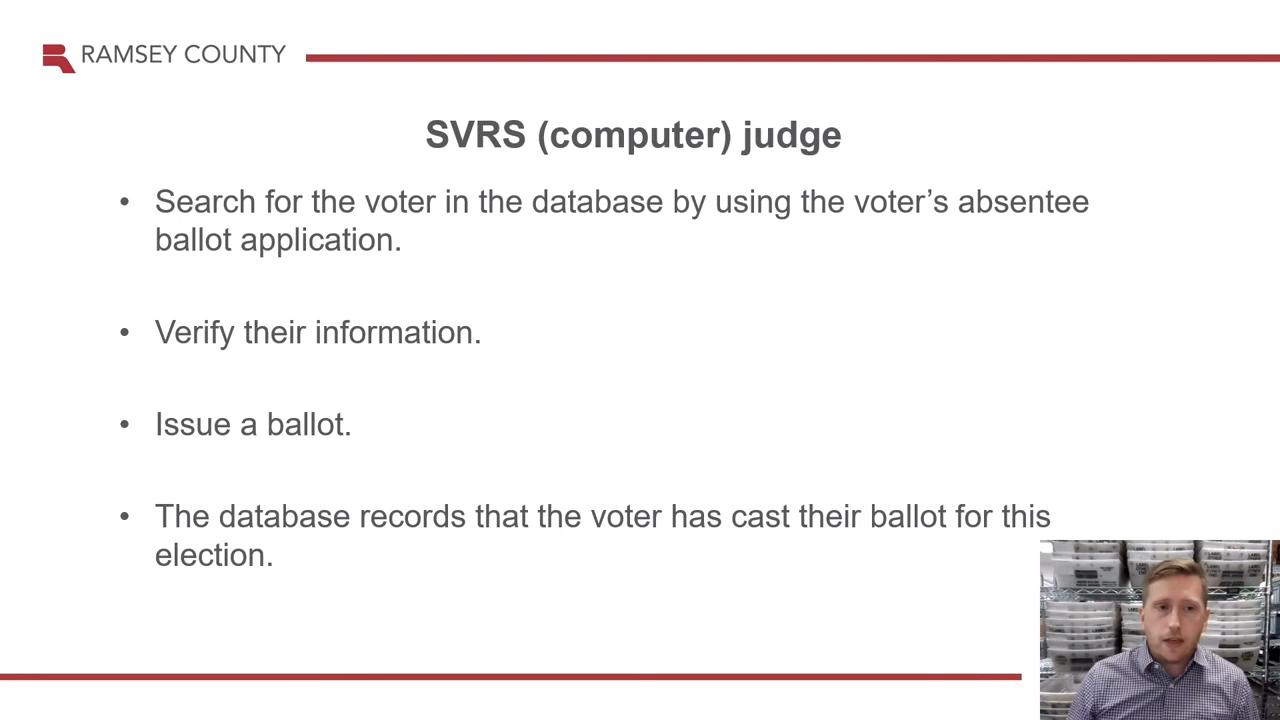 RAMSEY COUNTY
SVRS (computer) judge
• Search for the voter in the database by using the voter’s absentee
ballot application.
• Verify their information.
• Issue a ballot.
• The database records that the voter has cast their ballot for this
election.